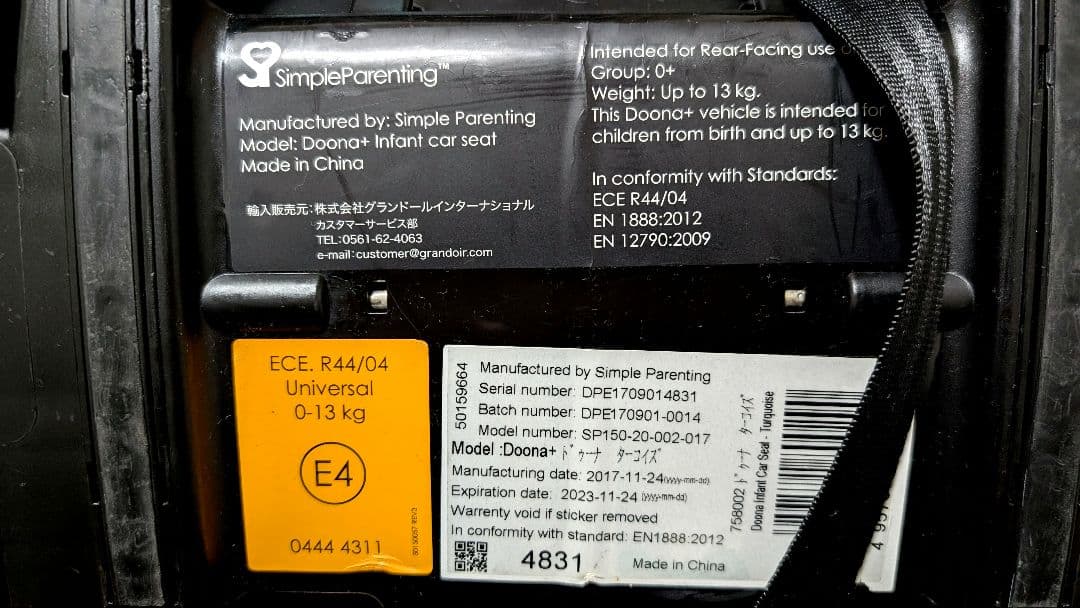 SimpleParenting™
Manufactured by: Simple Parenting
Model: Doona+ Infant car seat
Made in China
輸入販売元:株式会社グランドールインターナショナル
カスタマーサービス部
TEL:0561-62-4063
e-mail:customer@grandoir.com
Intended for Rear-Facing use
Group: 0+
Weight: Up to 13 kg.
This Doona+ vehicle is intended for
children from birth and up to 13 kg.
In conformity with Standards:
ECE R44/04
EN 1888:2012
EN 12790:2009
ECE. R44/04
Universal
0-13 kg
E4
0444 4311
50159664
Manufactured by Simple Parenting
Serial number: DPE1709014831
Batch number: DPE170901-0014
Model number: SP150-20-002-017
Model :Doona+ ドゥーナ ターコイズ
Manufacturing date: 2017-11-24(yyyy-mm-dd)
Expiration date: 2023-11-24 (yyyy-mm-dd)
Warrenty void if sticker removed
In conformity with standard: EN1888:2012
4831
Made in China
758002 ドゥーナ ターコイズ
Doona Infant Car Seat - Turquoise